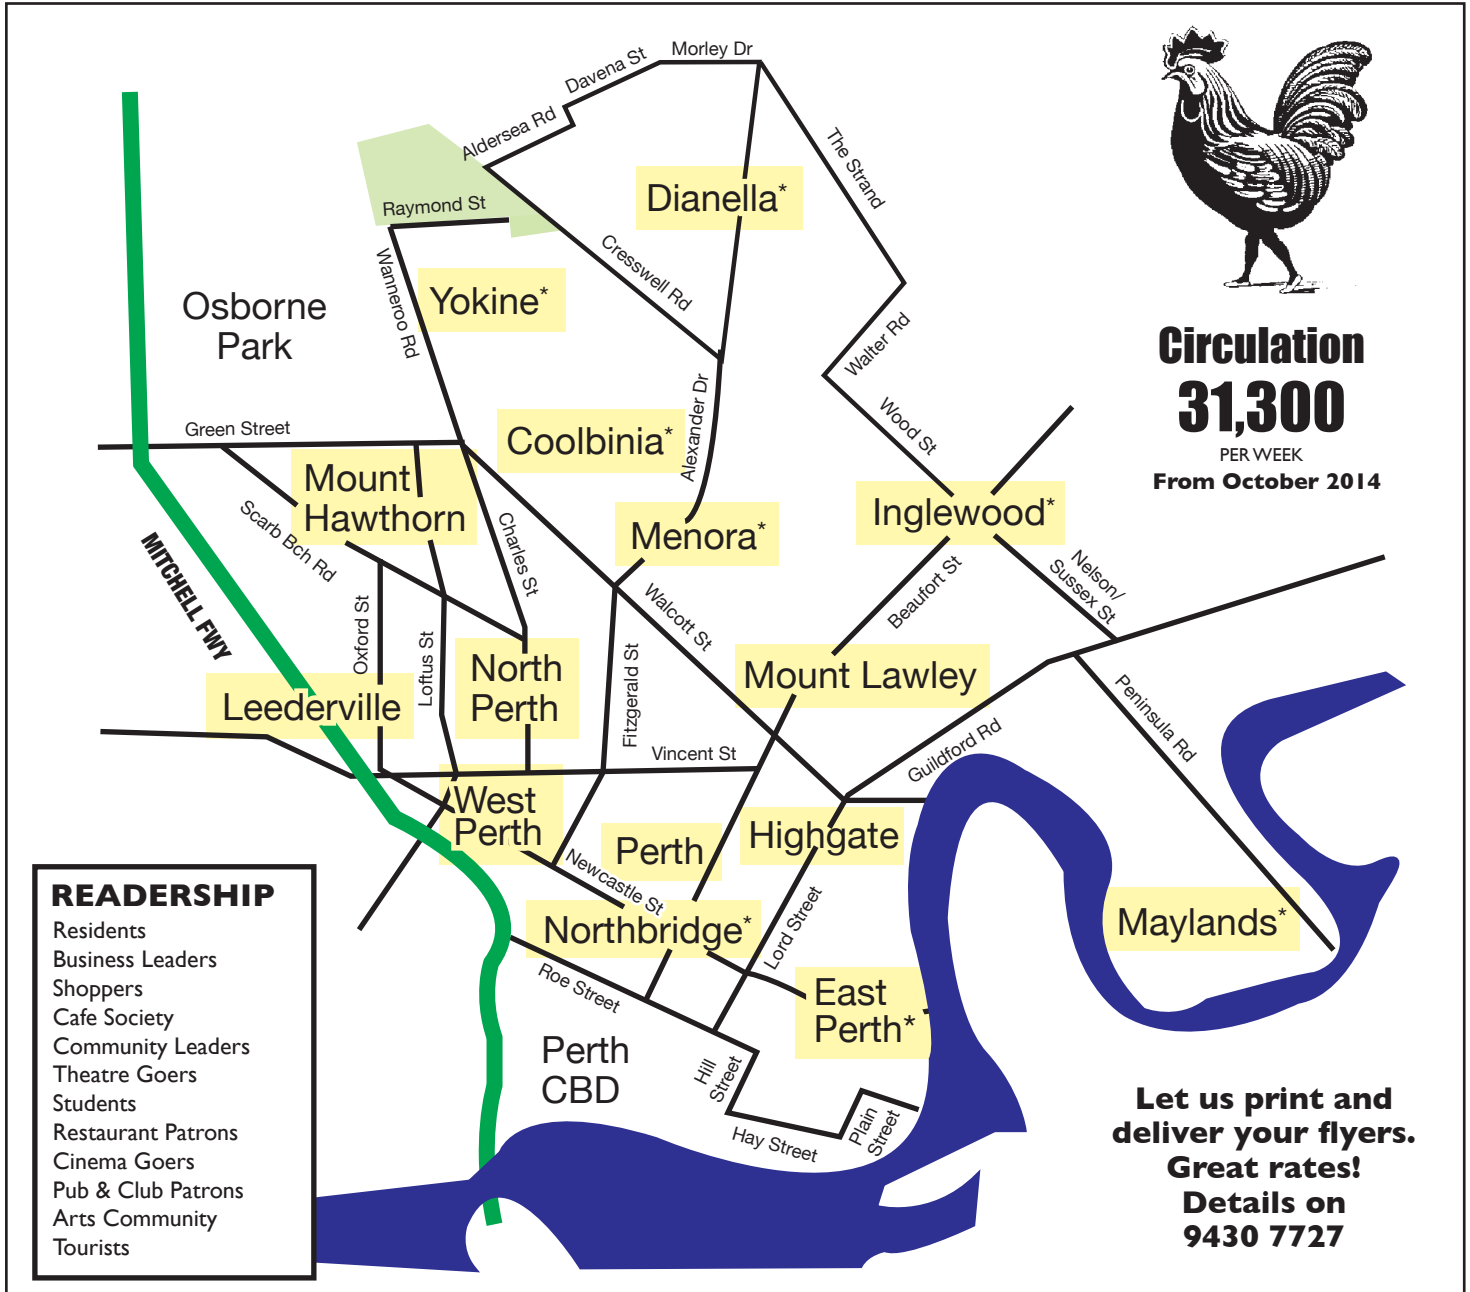 Morley Dr
Davena St
Aldersea Rd
The Strand
Dianella*
Raymond St
Cresswell Rd
Wanneroo Rd
Yokine*
Osborne
Park
Walter Rd
Circulation
31,300
PER WEEK
From October 2014
Alexander Dr
Wood St
Green Street
Coolbinia*
Mount
Hawthorn
Scarb Bch Rd
Charles St
Menora*
Inglewood*
MITCHELL FWY
Nelson/
Sussex St
Beaufort St
Walcott St
Oxford St
Loftus St
Fitzgerald St
North
Perth
Mount Lawley
Leederville
Peninsula Rd
Guildford Rd
Vincent St
West
Perth
Perth
Highgate
Newcastle St
Northbridge*
Lord Street
Maylands*
Roe Street
East
Perth*
Perth
CBD
Hill
Street
Hay Street
Plain
Street
READERSHIP
Residents
Business Leaders
Shoppers
Cafe Society
Community Leaders
Theatre Goers
Students
Restaurant Patrons
Cinema Goers
Pub & Club Patrons
Arts Community
Tourists
Let us print and
deliver your flyers.
Great rates!
Details on
9430 7727